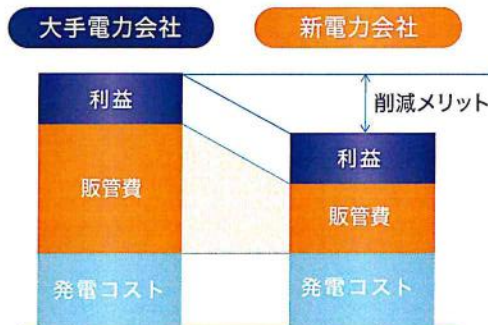 大手電力会社
新電力会社
削減メリット
利益
販管費
発電コスト
利益
販管費
発電コスト